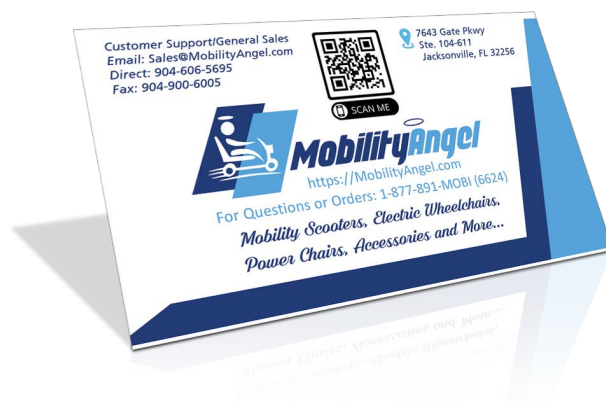 Customer Support/General Sales
Email: Sales@MobilityAngel.com
Direct: 904-606-5695
Fax: 904-900-6005
SCAN ME
7643 Gate Pkwy
Ste. 104-611
Jacksonville, FL 32256
MobilityAngel
https://MobilityAngel.com
For Questions or Orders: 1-877-891-MOBI (6624)
Mobility Scooters, Electric Wheelchairs,
Power Chairs, Accessories and More...